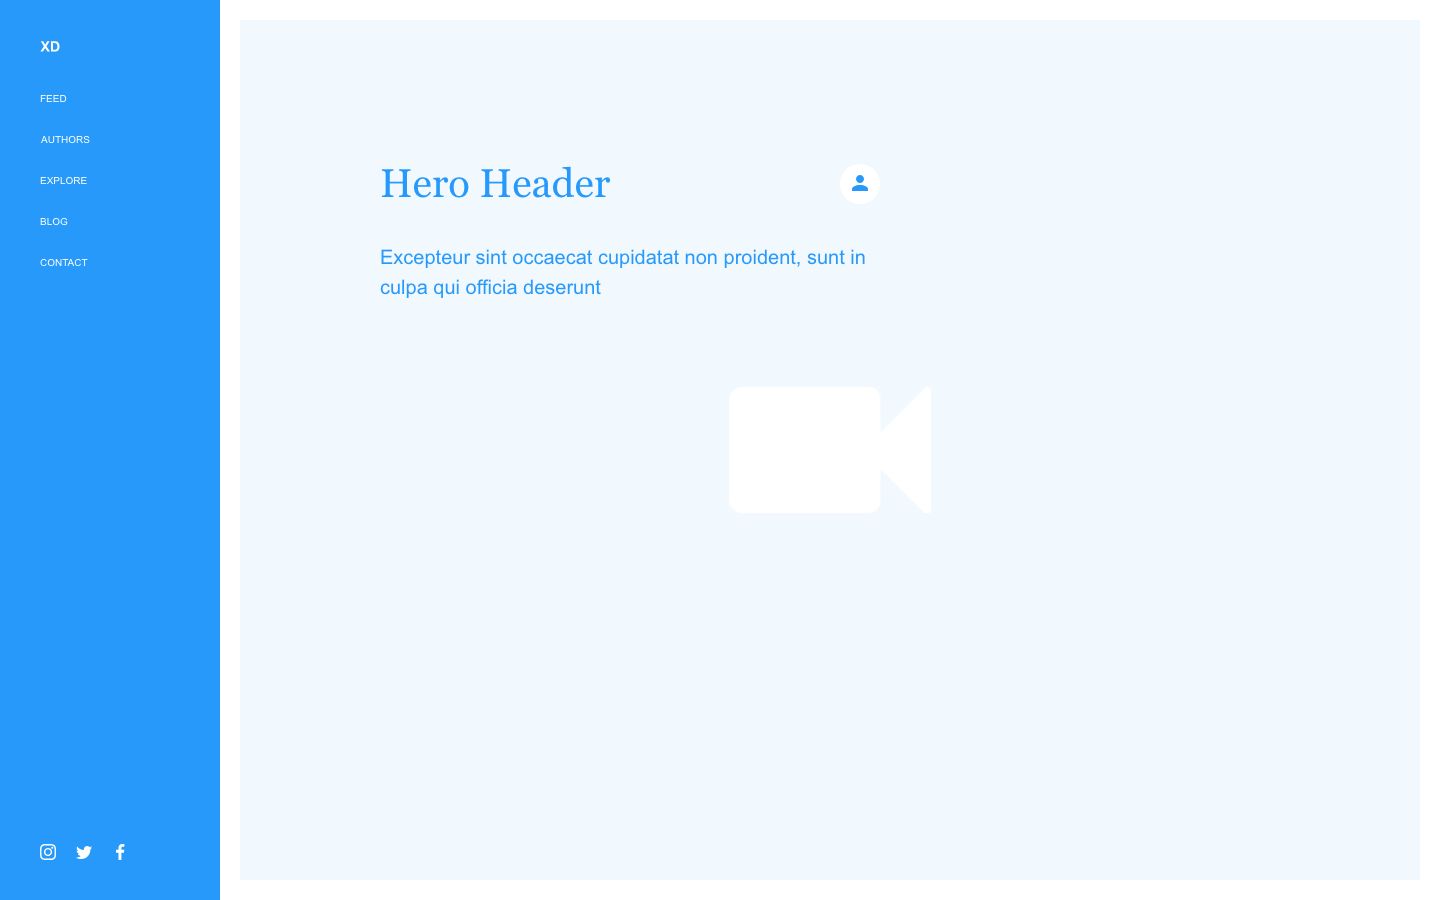 XD
FEED
AUTHORS
EXPLORE
BLOG
CONTACT
Hero Header
Excepteur sint occaecat cupidatat non proident, sunt in
culpa qui officia deserunt